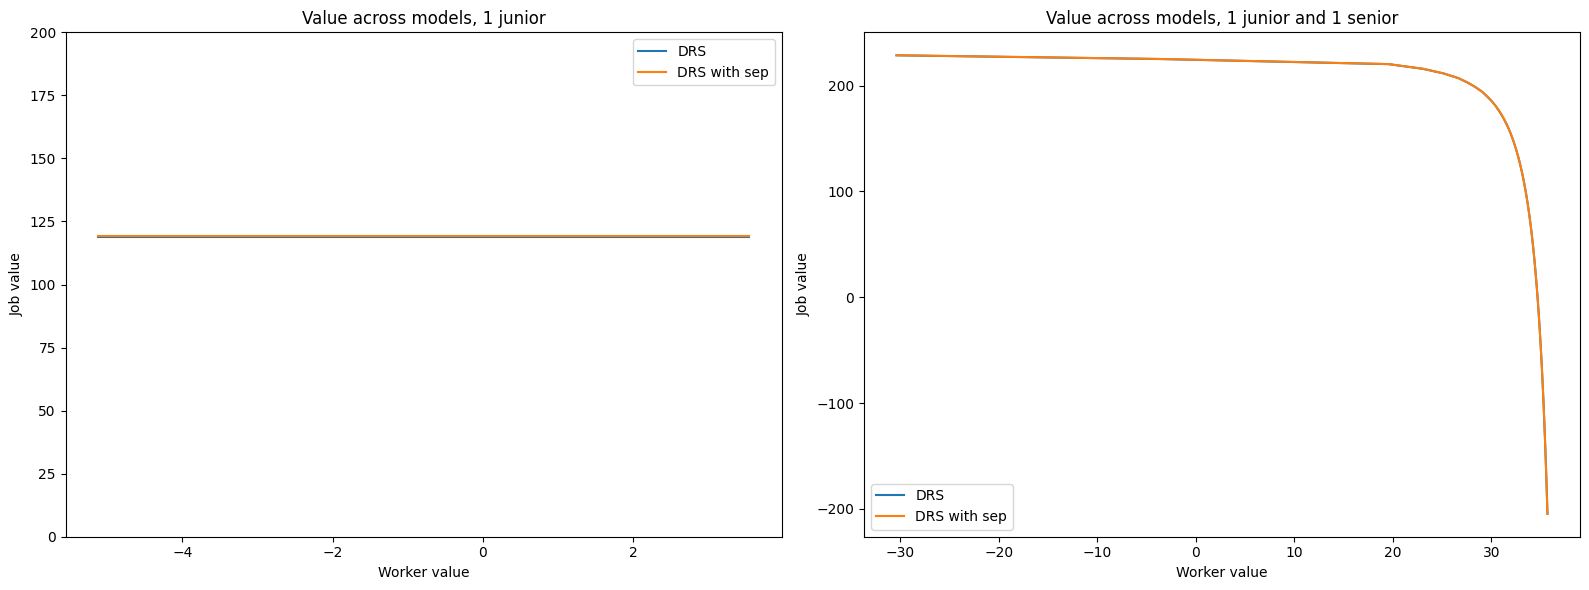 Value across models, 1 junior
200
175
150
125
100
75
50
25
0
Job value
−4
−2
0
2
Worker value
DRS
DRS with sep
Value across models, 1 junior and 1 senior
200
100
0
−100
−200
Job value
−30
−20
−10
0
10
20
30
Worker value
DRS
DRS with sep